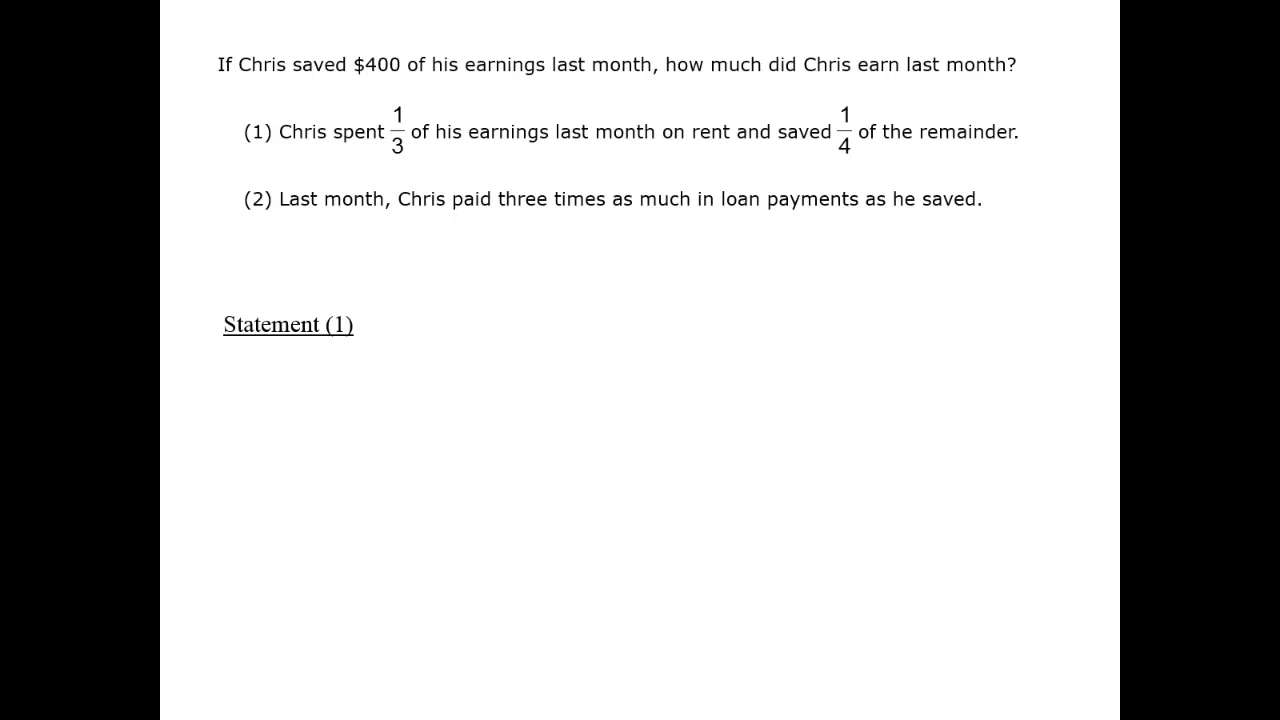 If Chris saved $400 of his earnings last month, how much did Chris earn last month?
(1) Chris spent 1/3 of his earnings last month on rent and saved 1/4 of the remainder.
(2) Last month, Chris paid three times as much in loan payments as he saved.
Statement (1)